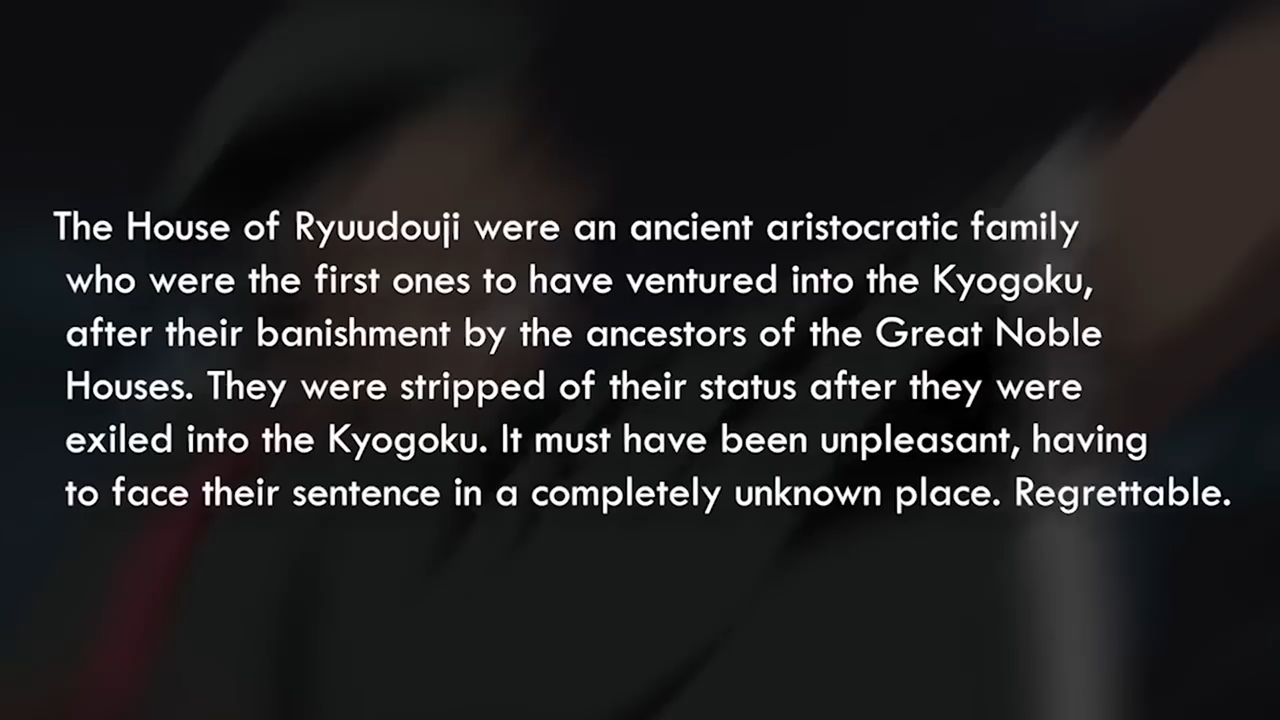 The House of Ryuudouji were an ancient aristocratic family
who were the first ones to have ventured into the Kyogoku,
after their banishment by the ancestors of the Great Noble
Houses. They were stripped of their status after they were
exiled into the Kyogoku. It must have been unpleasant, having
to face their sentence in a completely unknown place. Regrettable.